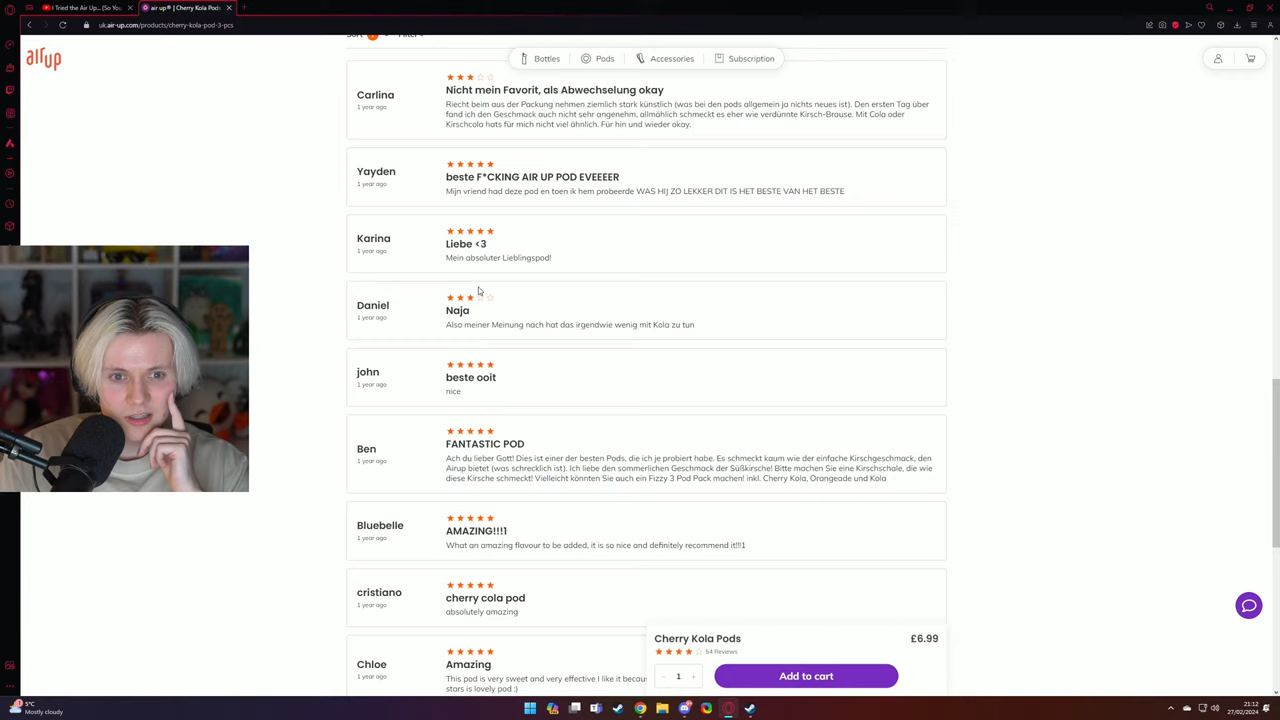 I Tried the Air Up... (So You
air up® | Cherry Kola Pods
uk.air-up.com/products/cherry-kola-pod-3-pcs
air up
Bottles
Pods
Accessories
Subscription
Carlina
1 year ago
Nicht mein Favorit, als Abwechselung okay
Riecht beim aus der Packung nehmen ziemlich stark künstlich (was bei den pods allgemein ja nichts neues ist). Den ersten Tag über
fand ich den Geschmack auch nicht sehr angenehm, allmählich schmeckt es eher wie verdünnte Kirsch-Brause. Mit Cola oder
Kirschcola hats für mich nicht viel ähnlich. Für hin und wieder okay.
Yayden
1 year ago
beste F*CKING AIR UP POD EVEEEER
Mijn vriend had deze pod en toen ik hem probeerde WAS HIJ ZO LEKKER DIT IS HET BESTE VAN HET BESTE
Karina
1 year ago
Liebe <3
Mein absoluter Lieblingspod!
Daniel
1 year ago
Naja
Also meiner Meinung nach hat das irgendwie wenig mit Kola zu tun
john
1 year ago
beste ooit
nice
Ben
1 year ago
FANTASTIC POD
Ach du lieber Gott! Dies ist einer der besten Pods, die ich je probiert habe. Es schmeckt kaum wie der einfache Kirschgeschmack, den
Airup bietet (was schrecklich ist). Ich liebe den sommerlichen Geschmack der Süßkirsche! Bitte machen Sie eine Kirschschale, die wie
diese Kirsche schmeckt! Vielleicht könnten Sie auch ein Fizzy 3 Pod Pack machen! inkl. Cherry Kola, Orangeade und Kola
Bluebelle
1 year ago
AMAZING!!!1
What an amazing flavour to be added, it is so nice and definitely recommend it!!!1
cristiano
1 year ago
cherry cola pod
absolutely amazing
Chloe
1 year ago
Amazing
This pod is very sweet and very effective I like it becaus
stars is lovely pod :)
Cherry Kola Pods
£6.99
54 Reviews
1
Add to cart
5°C
Mostly cloudy
21:12
27/02/2024